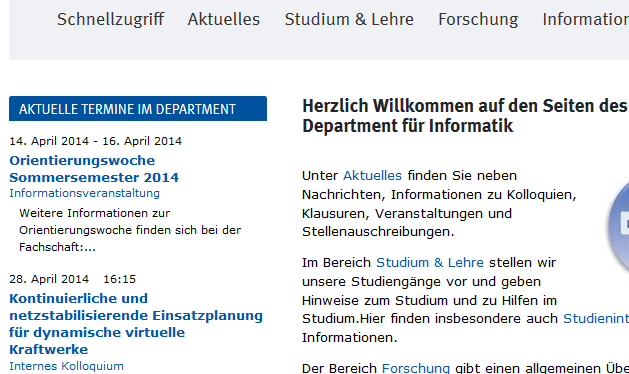 Schnellzugriff Aktuelles Studium & Lehre Forschung
AKTUELLE TERMINE IM DEPARTMENT
14. April 2014 - 16. April 2014
Orientierungswoche
Sommersemester 2014
Informationsveranstaltung
Weitere Informationen zur
Orientierungswoche finden sich bei der
Fachschaft:...
28. April 2014 16:15
Kontinuierliche und
netzstabilisierende Einsatzplanung
für dynamische virtuelle
Kraftwerke
Internes Kolloquium
Herzlich Willkommen auf den Seiten des
Department für Informatik
Unter Aktuelles finden Sie neben
Nachrichten, Informationen zu Kolloquien,
Klausuren, Veranstaltungen und
Stellenauschreibungen.
Im Bereich Studium & Lehre stellen wir
unsere Studiengänge vor und geben
Hinweise zum Studium und zu Hilfen im
Studium.Hier finden insbesondere auch
Informationen.
Der Bereich Forschung gibt einen allgemeinen